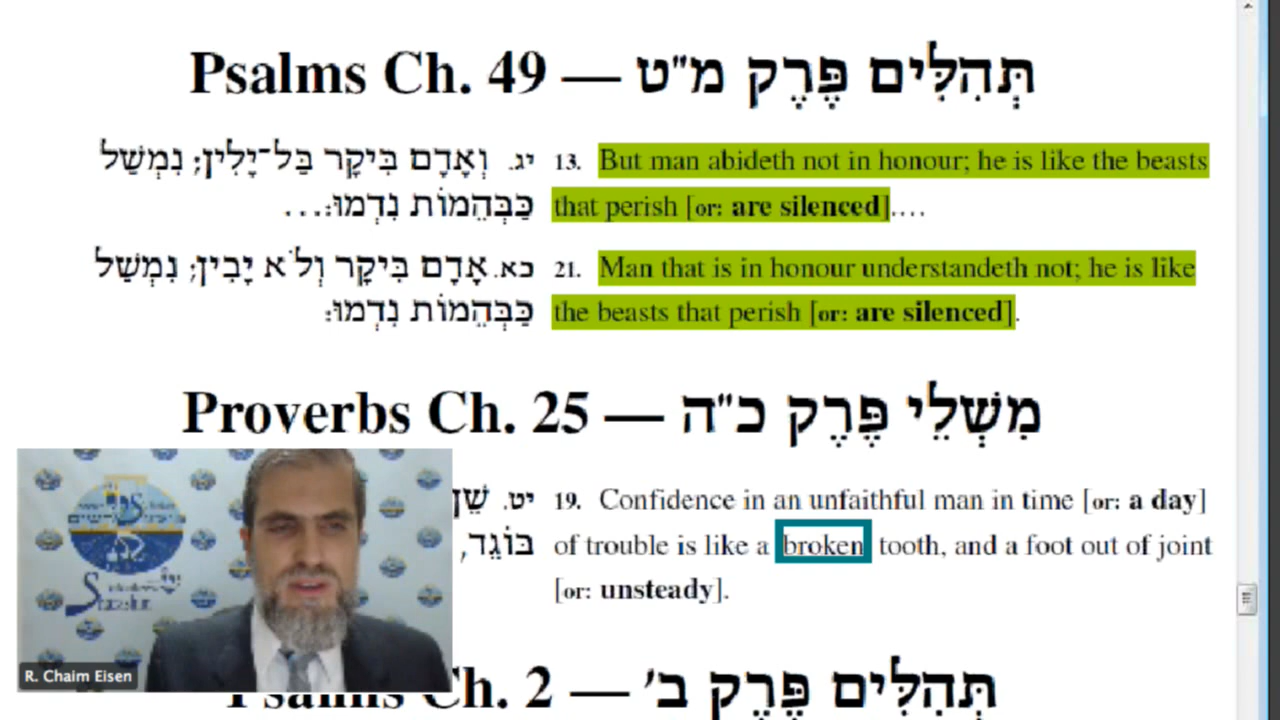 Psalms Ch. 49 — תְּהִלִּים פֶּרֶק מ"ט
יג. וְאָדָם בִּיקָר בַּל־יָלִין; נִמְשַׁל
כַּבְּהֵמוֹת נִדְמוּ:...
13. But man abideth not in honour; he is like the beasts
that perish [or: are silenced]....
כא. אָדָם בִּיקָר וְלֹא יָבִין; נִמְשַׁל
כַּבְּהֵמוֹת נִדְמוּ:
21. Man that is in honour understandeth not; he is like
the beasts that perish [or: are silenced].
Proverbs Ch. 25 — מִשְׁלֵי פֶּרֶק כ"ה
יט. שֵׁן
בּוֹגֵד,
19. Confidence in an unfaithful man in time [or: a day]
of trouble is like a broken tooth, and a foot out of joint
[or: unsteady].
Psalms Ch. 2 — תְּהִלִּים פֶּרֶק ב'
R. Chaim Eisen